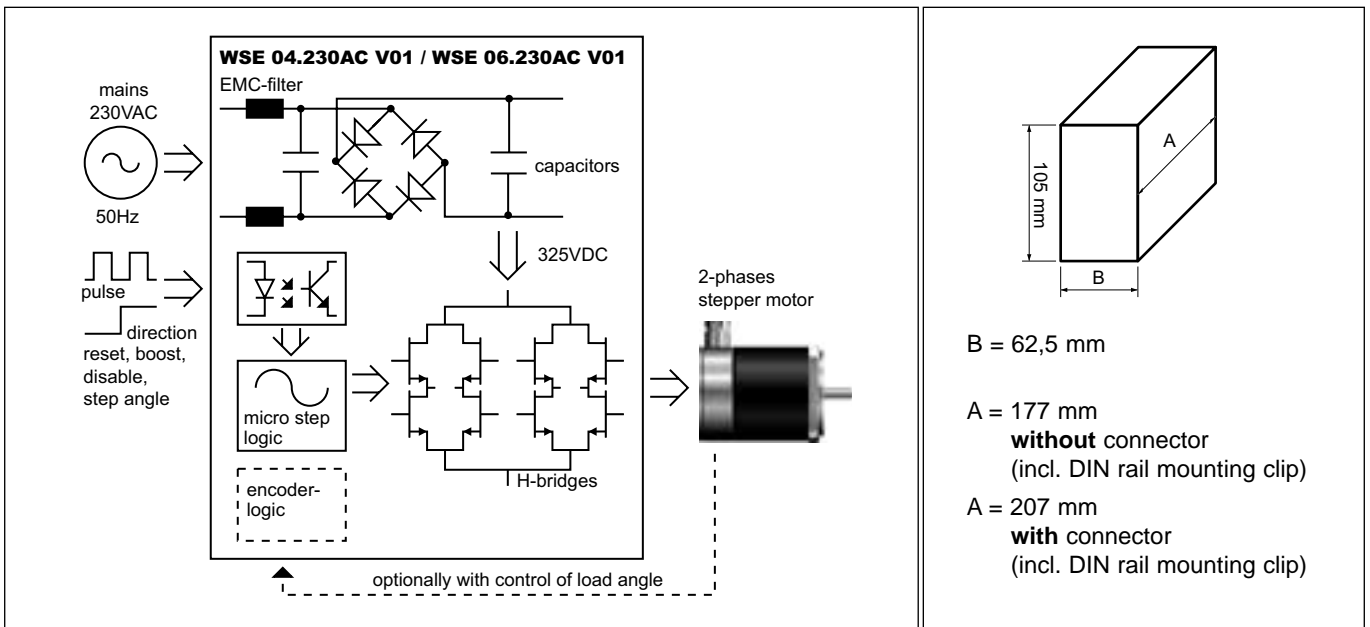 WSE 04.230AC V01 / WSE 06.230AC V01
EMC-filter
mains
230VAC
50Hz
capacitors
325VDC
pulse
direction
reset, boost,
disable,
step angle
micro step
logic
encoder-
logic
H-bridges
2-phases
stepper motor
optionally with control of load angle
A
105 mm
B
B = 62,5 mm
A = 177 mm
without connector
(incl. DIN rail mounting clip)
A = 207 mm
with connector
(incl. DIN rail mounting clip)